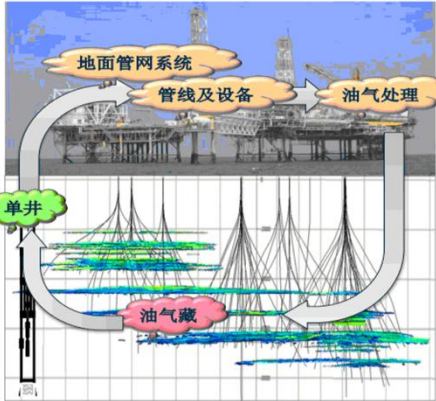 地面管网系统
管线及设备
油气处理
单井
油气藏